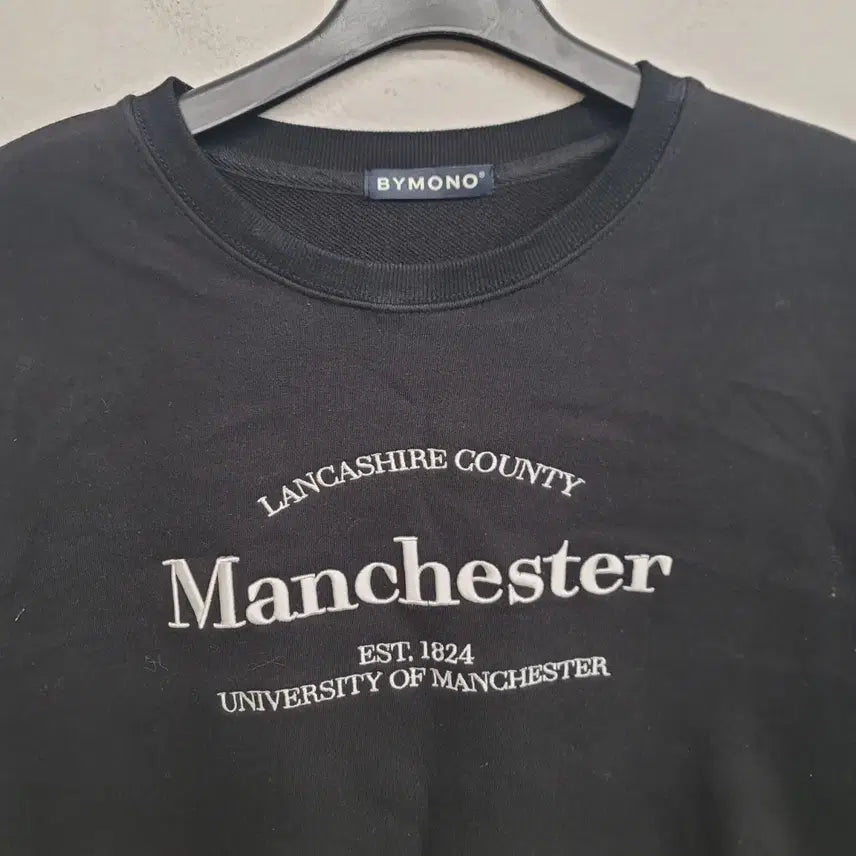 BYMONO®
LANCASHIRE COUNTY
Manchester
EST. 1824
UNIVERSITY OF MANCHESTER